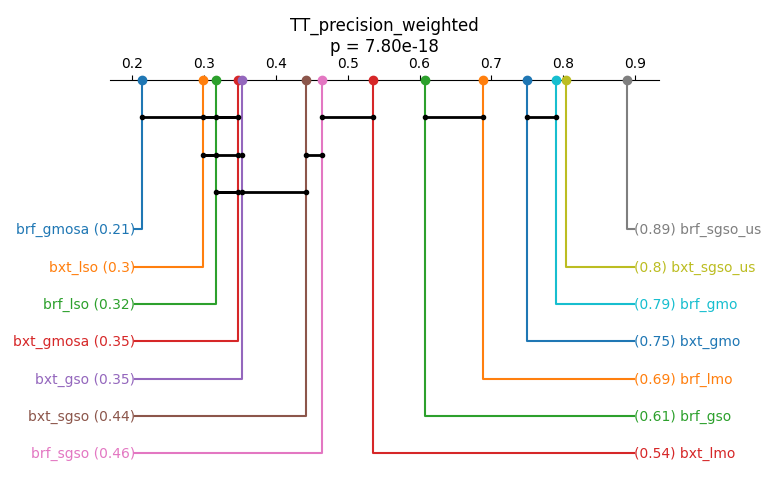 TT_precision_weighted
p = 7.80e-18
0.2 0.3 0.4 0.5 0.6 0.7 0.8 0.9
brf_gmosa (0.21) (0.89) brf_sgso_us
bxt_lso (0.3) (0.8) bxt_sgso_us
brf_lso (0.32) (0.79) brf_gmo
bxt_gmosa (0.35) (0.75) bxt_gmo
bxt_gso (0.35) (0.69) brf_lmo
bxt_sgso (0.44) (0.61) brf_gso
brf_sgso (0.46) (0.54) bxt_lmo